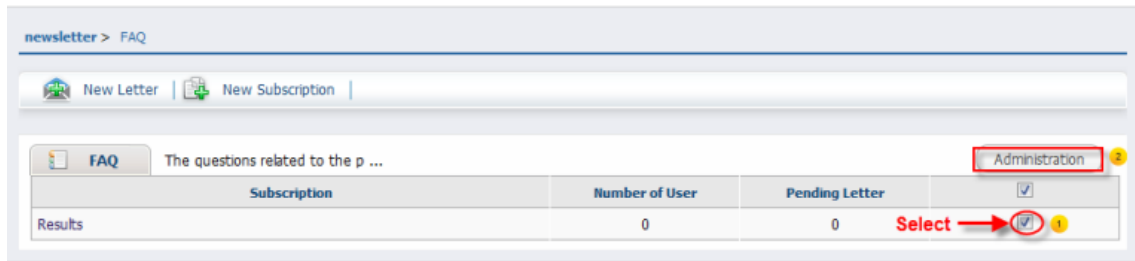 newsletter > FAQ
New Letter | New Subscription |
FAQ The questions related to the p ... Administration 2
Subscription Number of User Pending Letter
Results 0 0 Select 1